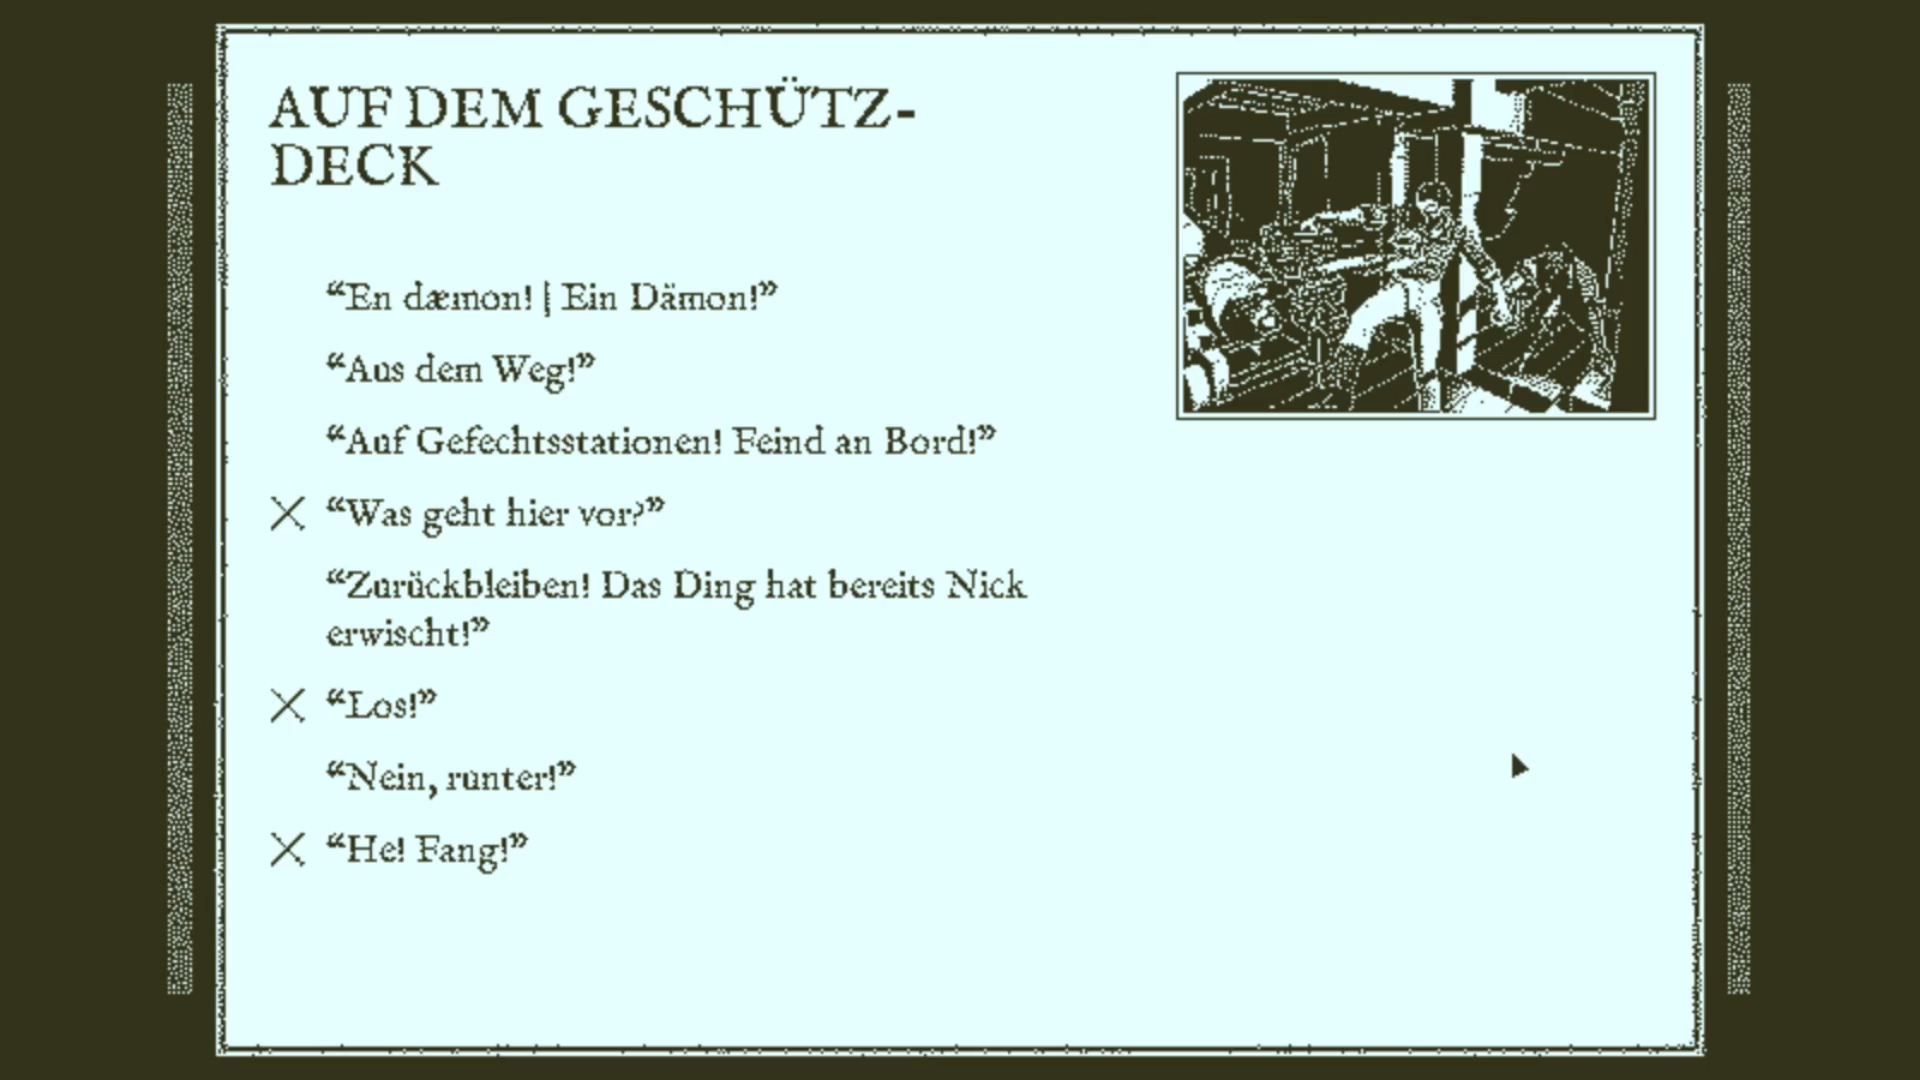 AUF DEM GESCHÜTZ-
DECK
“En dæmon! | Ein Dämon!”
“Aus dem Weg!”
“Auf Gefechtsstationen! Feind an Bord!”
“Was geht hier vor?”
“Zurückbleiben! Das Ding hat bereits Nick
erwischt!”
“Los!”
“Nein, runter!”
“He! Fang!”